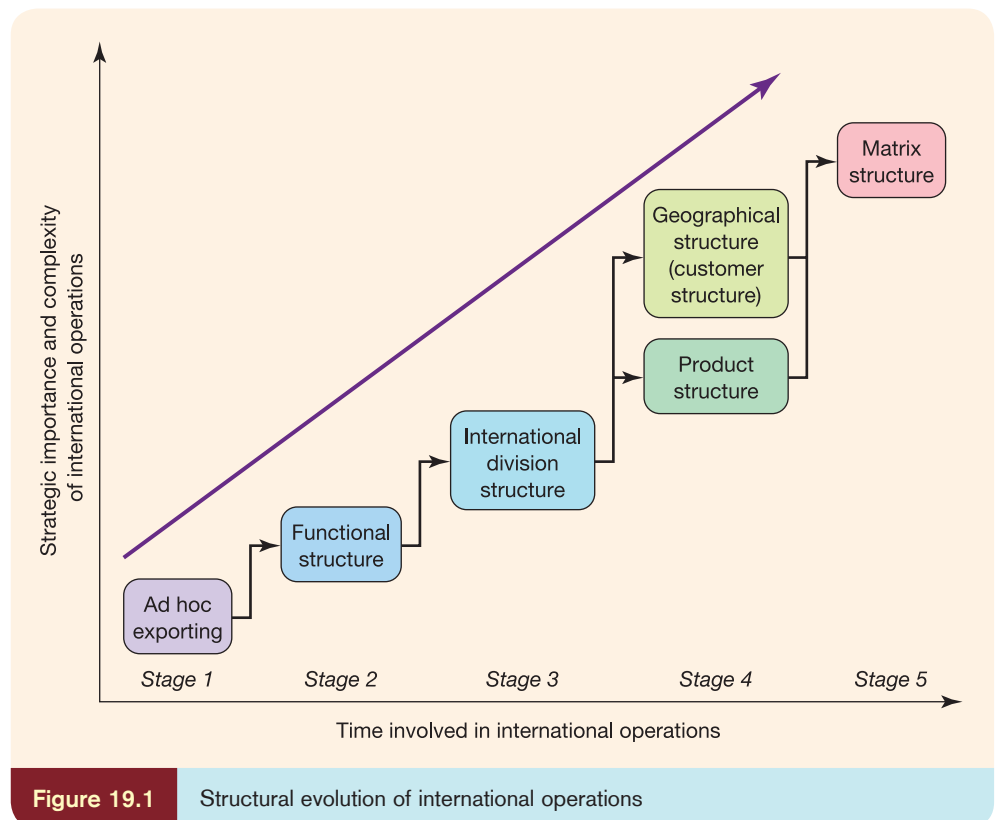 Strategic importance and complexity
of international operations
Matrix
structure
Geographical
structure
(customer
structure)
Product
structure
International
division
structure
Functional
structure
Ad hoc
exporting
Stage 1
Stage 2
Stage 3
Stage 4
Stage 5
Time involved in international operations
Figure 19.1
Structural evolution of international operations